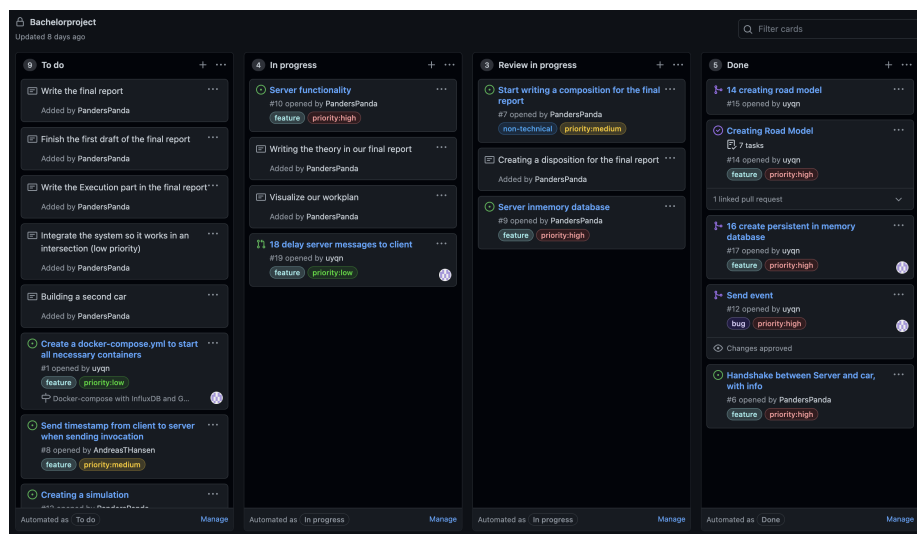 Bachelorproject
Updated 8 days ago
Filter cards
9 To do
Write the final report
Added by PandersPanda
Finish the first draft of the final report
Added by PandersPanda
Write the Execution part in the final report
Added by PandersPanda
Integrate the system so it works in an
intersection (low priority)
Added by PandersPanda
Building a second car
Added by PandersPanda
Create a docker-compose.yml to start
all necessary containers
#1 opened by uyqn
feature priority:low
Docker-compose with InfluxDB and G...
Send timestamp from client to server
when sending invocation
#8 opened by AndreasTHansen
feature priority:medium
Creating a simulation
Automated as To do Manage
4 In progress
Server functionality
#10 opened by PandersPanda
feature priority:high
Writing the theory in our final report
Added by PandersPanda
Visualize our workplan
Added by PandersPanda
18 delay server messages to client
#19 opened by uyqn
feature priority:low
Automated as In progress Manage
3 Review in progress
Start writing a composition for the final
report
#7 opened by PandersPanda
non-technical priority:medium
Creating a disposition for the final report
Added by PandersPanda
Server inmemory database
#9 opened by PandersPanda
feature priority:high
Automated as In progress Manage
5 Done
14 creating road model
#15 opened by uyqn
Creating Road Model
7 tasks
#14 opened by uyqn
feature priority:high
1 linked pull request
16 create persistent in memory
database
#17 opened by uyqn
feature priority:high
Send event
#12 opened by uyqn
bug priority:high
Changes approved
Handshake between Server and car,
with info
#6 opened by PandersPanda
feature priority:high
Automated as Done Manage